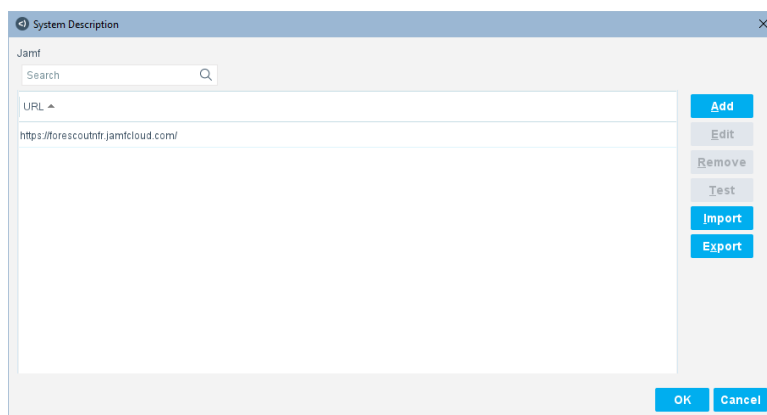 System Description
Jamf
Search
URL
Add
https://forescoutnfr.jamfcloud.com/
Edit
Remove
Test
Import
Export
OK Cancel